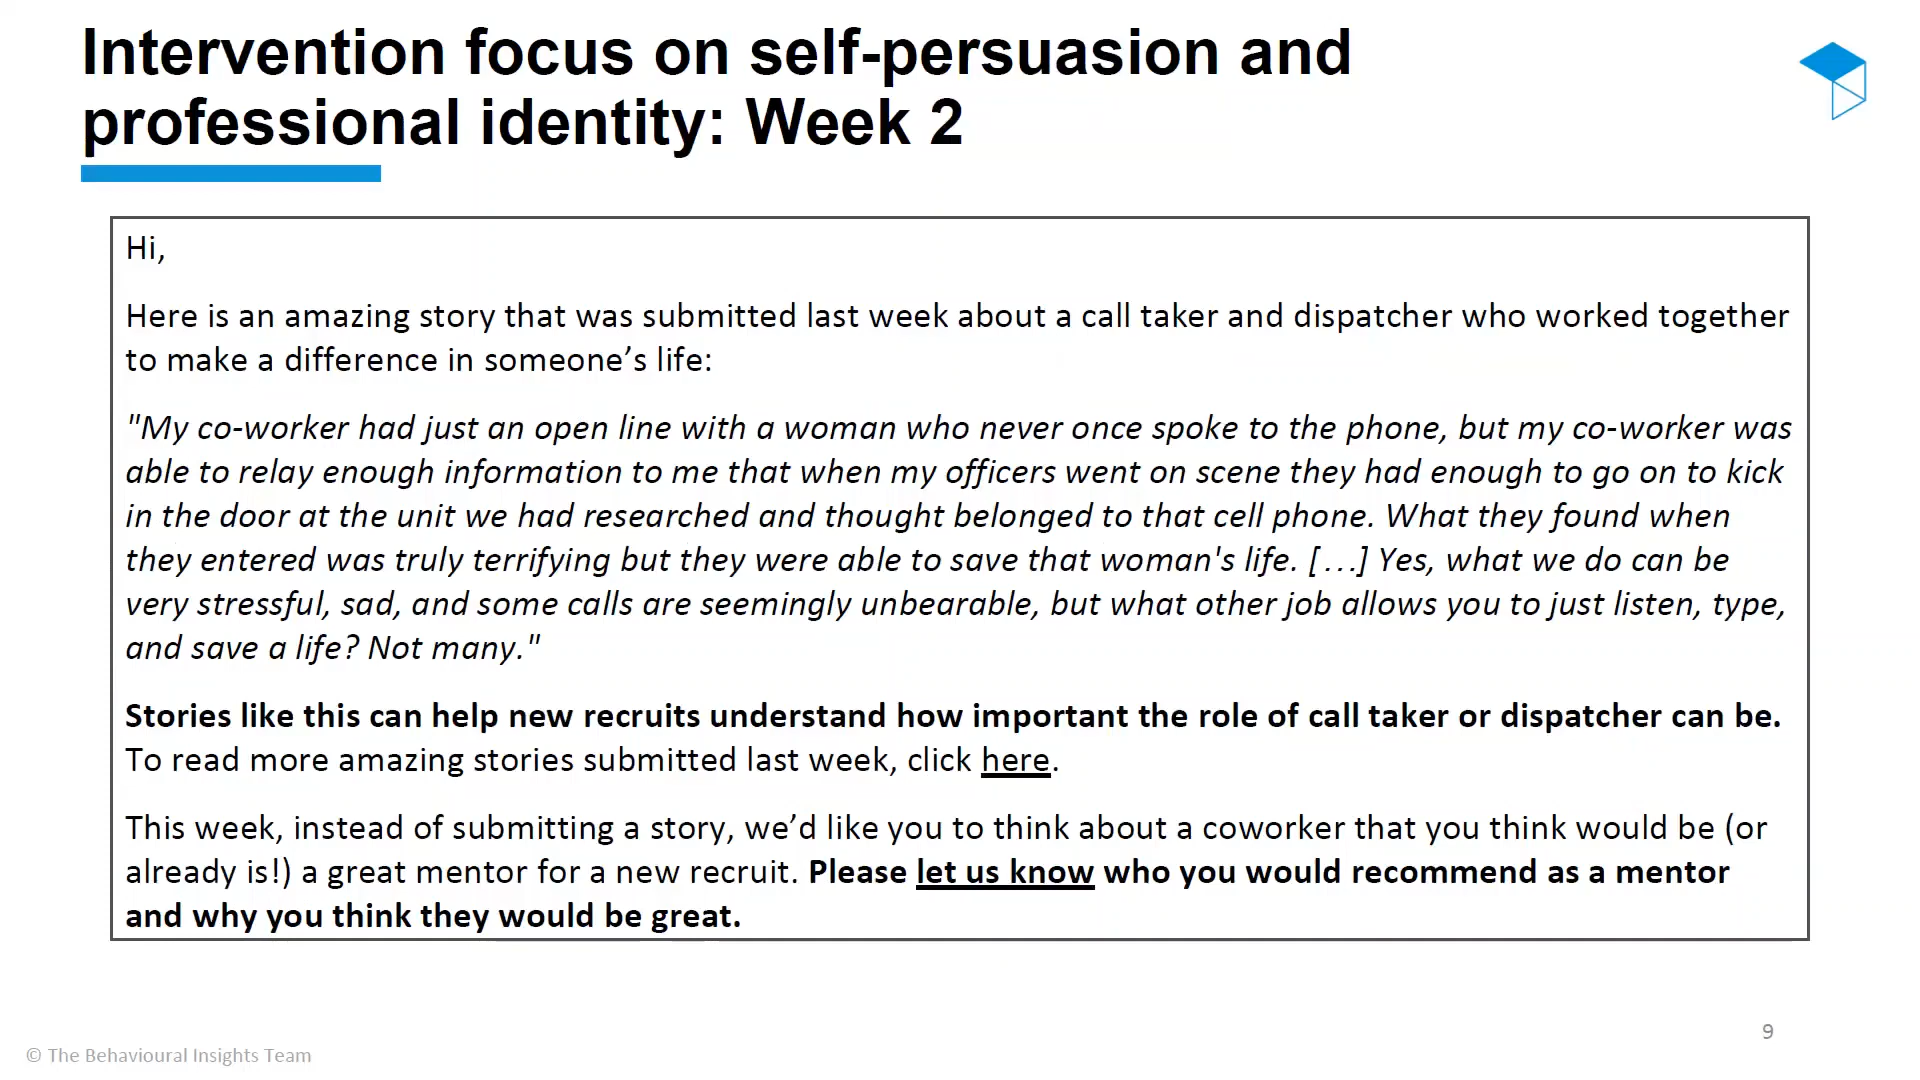 Intervention focus on self-persuasion and
professional identity: Week 2
Hi,
Here is an amazing story that was submitted last week about a call taker and dispatcher who worked together
to make a difference in someone’s life:
"My co-worker had just an open line with a woman who never once spoke to the phone, but my co-worker was
able to relay enough information to me that when my officers went on scene they had enough to go on to kick
in the door at the unit we had researched and thought belonged to that cell phone. What they found when
they entered was truly terrifying but they were able to save that woman's life. […] Yes, what we do can be
very stressful, sad, and some calls are seemingly unbearable, but what other job allows you to just listen, type,
and save a life? Not many."
Stories like this can help new recruits understand how important the role of call taker or dispatcher can be.
To read more amazing stories submitted last week, click here.
This week, instead of submitting a story, we’d like you to think about a coworker that you think would be (or
already is!) a great mentor for a new recruit. Please let us know who you would recommend as a mentor
and why you think they would be great.
9
© The Behavioural Insights Team